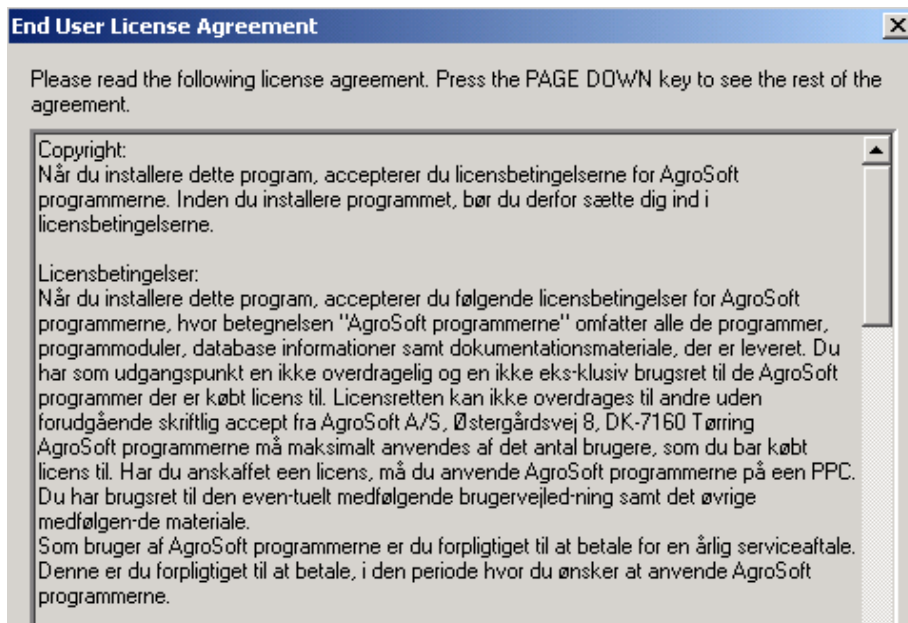 End User License Agreement
Please read the following license agreement. Press the PAGE DOWN key to see the rest of the
agreement.
Copyright:
Når du installere dette program, accepterer du licensbetingelserne for AgroSoft
programmerne. Inden du installere programmet, bør du derfor sætte dig ind i
licensbetingelserne.
Licensbetingelser:
Når du installere dette program, accepterer du følgende licensbetingelser for AgroSoft
programmerne, hvor betegnelsen "AgroSoft programmerne" omfatter alle de programmer,
programmoduler, database informationer samt dokumentationsmateriale, der er leveret. Du
har som udgangspunkt en ikke overdragelig og en ikke eks-klusiv brugsret til de AgroSoft
programmer der er købt licens til. Licensretten kan ikke overdrages til andre uden
forudgående skriftlig accept fra AgroSoft A/S, Østergårdsvej 8, DK-7160 Tørring
AgroSoft programmerne må maksimalt anvendes af det antal brugere, som du bar købt
licens til. Har du anskaffet een licens, må du anvende AgroSoft programmerne på een PPC.
Du har brugsret til den even-tuelt medfølgende brugervejled-ning samt det øvrige
medfølgen-de materiale.
Som bruger af AgroSoft programmerne er du forpligtiget til at betale for en årlig serviceaftale.
Denne er du forpligtiget til at betale, i den periode hvor du ønsker at anvende AgroSoft
programmerne.